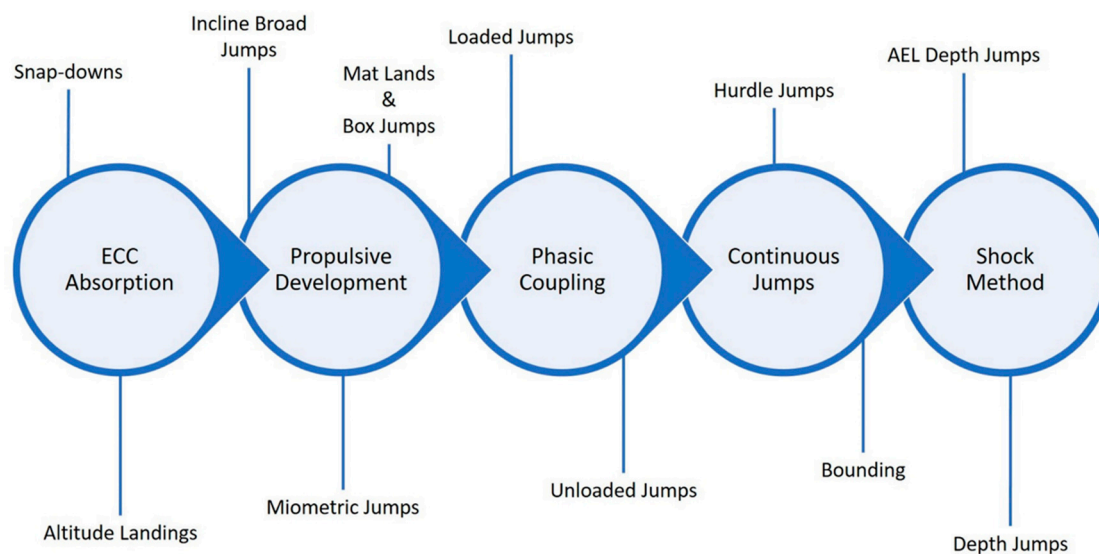 Snap-downs
Incline Broad
Jumps
Mat Lands
&
Box Jumps
Loaded Jumps
Hurdle Jumps
AEL Depth Jumps
ECC
Absorption
Propulsive
Development
Phasic
Coupling
Continuous
Jumps
Shock
Method
Altitude Landings
Miometric Jumps
Unloaded Jumps
Bounding
Depth Jumps